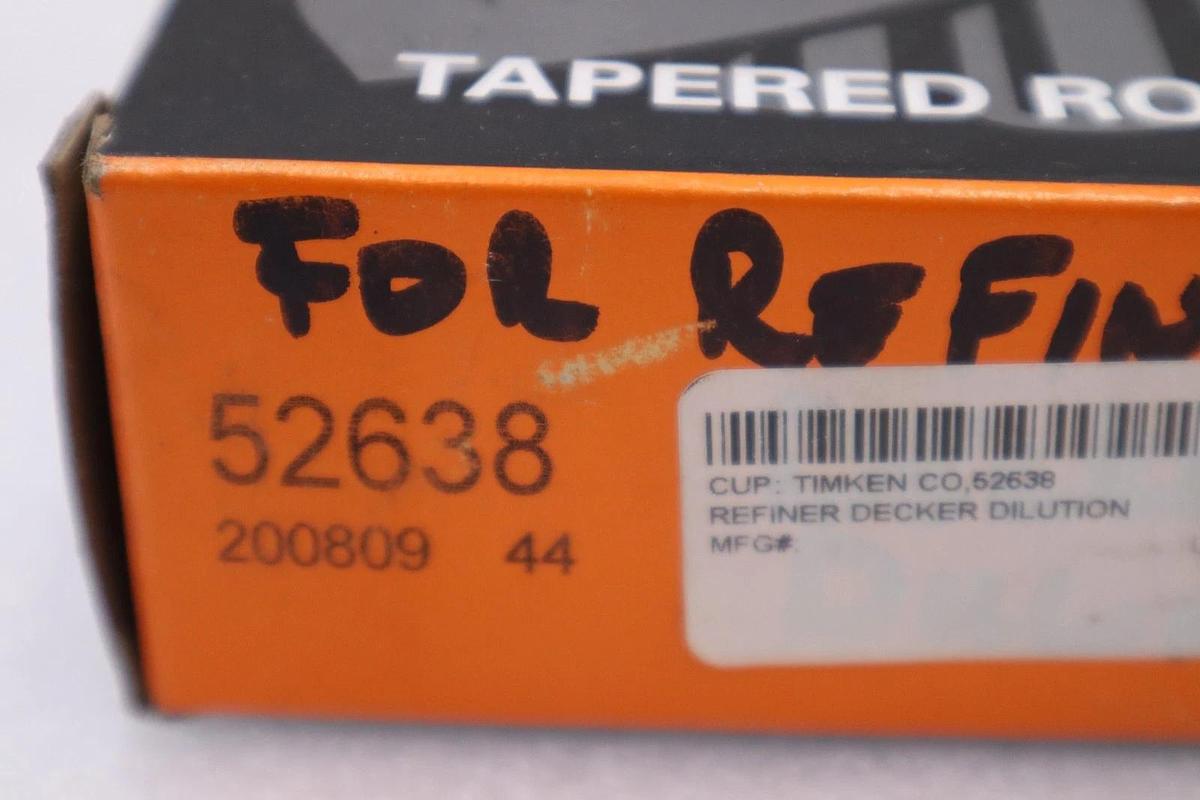 TAPERED RO
FOR REFIN
52638
200809 44
CUP: TIMKEN CO,52638
REFINER DECKER DILUTION
MFG#: